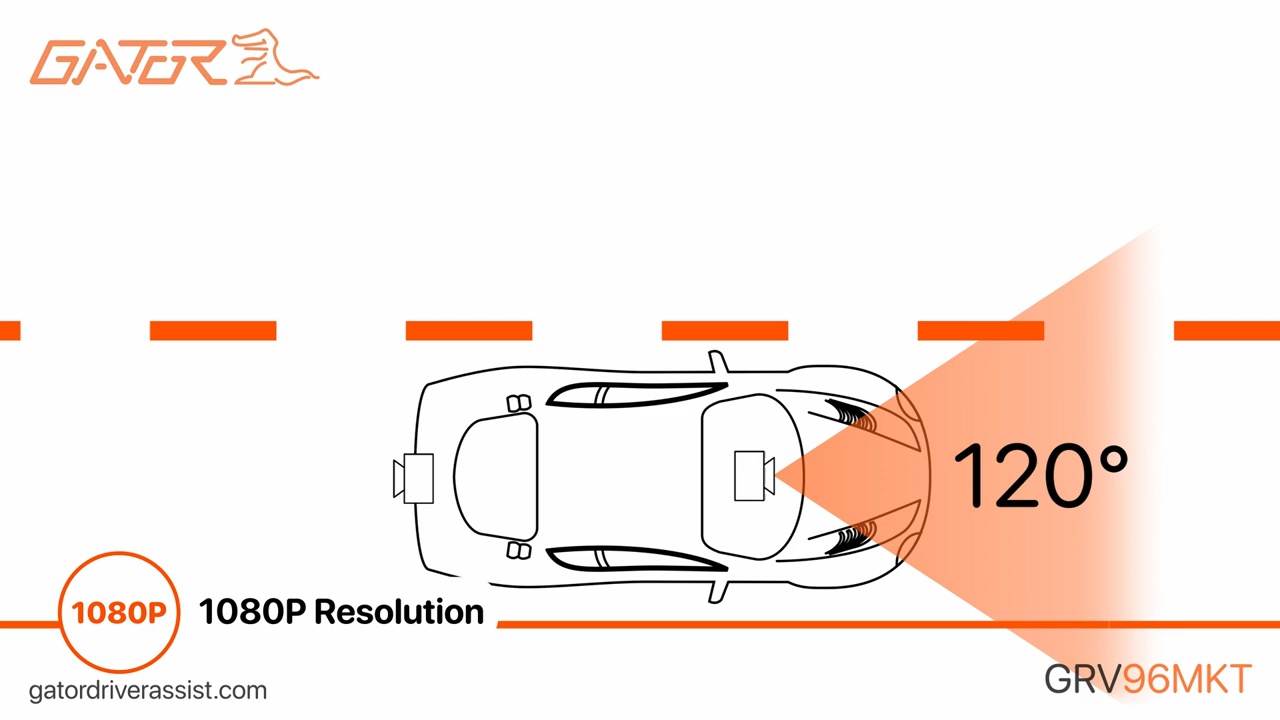 GATOR
120°
1080P
1080P Resolution
gatordriverassist.com
GRV96MKT